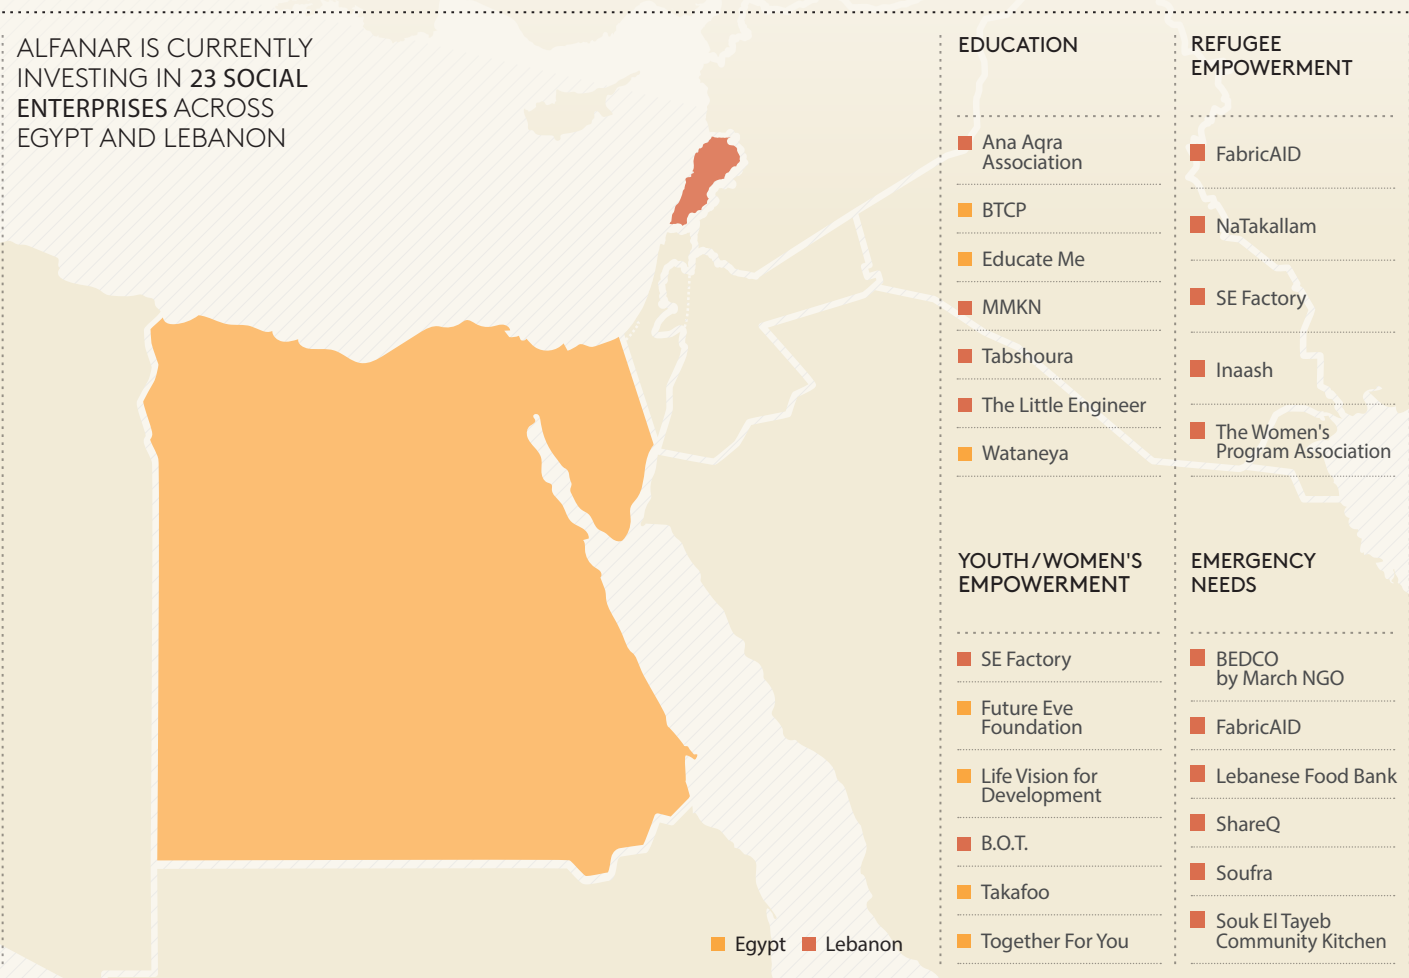 ALFANAR IS CURRENTLY
INVESTING IN 23 SOCIAL
ENTERPRISES ACROSS
EGYPT AND LEBANON
EDUCATION
Ana Aqra
Association
BTCP
Educate Me
MMKN
Tabshoura
The Little Engineer
Wataneya
REFUGEE
EMPOWERMENT
FabricAID
NaTakallam
SE Factory
Inaash
The Women's
Program Association
YOUTH/WOMEN'S
EMPOWERMENT
SE Factory
Future Eve
Foundation
Life Vision for
Development
B.O.T.
Takafoo
Together For You
EMERGENCY
NEEDS
BEDCO
by March NGO
FabricAID
Lebanese Food Bank
ShareQ
Soufra
Souk El Tayeb
Community Kitchen
Egypt
Lebanon